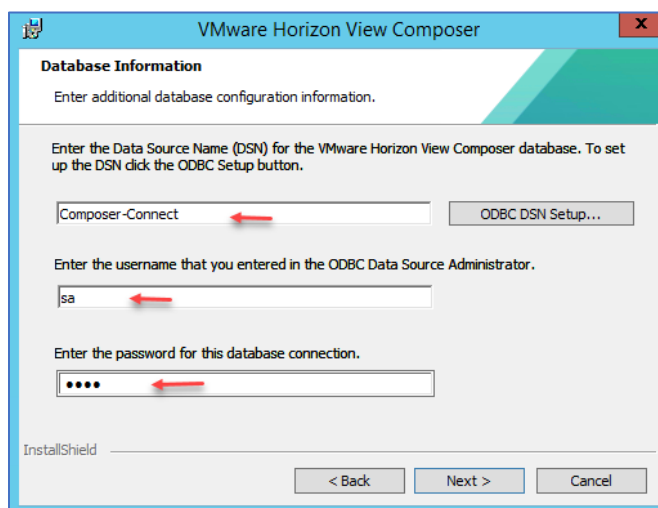 VMware Horizon View Composer
x
Database Information
Enter additional database configuration information.
Enter the Data Source Name (DSN) for the VMware Horizon View Composer database. To set
up the DSN click the ODBC Setup button.
Composer-Connect
ODBC DSN Setup...
Enter the username that you entered in the ODBC Data Source Administrator.
sa
Enter the password for this database connection.
••••
InstallShield
< Back Next > Cancel